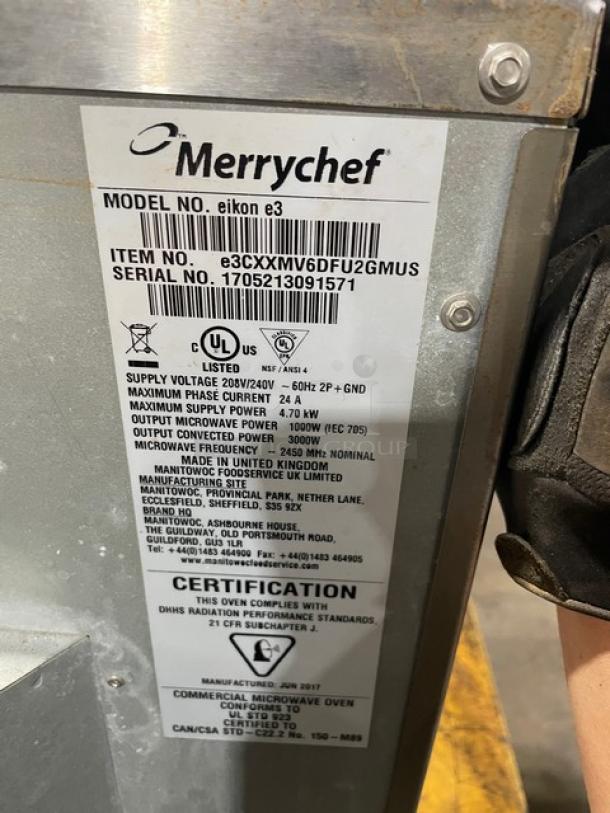 Merrychef
MODEL NO. eikon e3
ITEM NO. e3CXXMV6DFU2GMUS
SERIAL NO. 1705213091571
C UL US
LISTED
CLASSIFIED
UL
EPH
NSF/ANSI 4
SUPPLY VOLTAGE 208V/240V ~60Hz 2P+GND
MAXIMUM PHASE CURRENT 24 A
MAXIMUM SUPPLY POWER 4.70 kW
OUTPUT MICROWAVE POWER 1000W (IEC 705)
OUTPUT CONVECTED POWER 3000W
MICROWAVE FREQUENCY ~ 2450 MHz NOMINAL
MADE IN UNITED KINGDOM
MANITOWOC FOODSERVICE UK LIMITED
MANUFACTURING SITE
MANITOWOC, PROVINCIAL PARK, NETHER LANE,
ECCLESFIELD, SHEFFIELD, S35 9ZX
BRAND HQ
MANITOWOC, ASHBOURNE HOUSE,
THE GUILDWAY, OLD PORTSMOUTH ROAD,
GUILDFORD, GU3 1LR
Tel: +44(0)1483 464900 Fax: +44(0)1483 464905
www.manitowocfoodservice.com
CERTIFICATION
THIS OVEN COMPLIES WITH
DHHS RADIATION PERFORMANCE STANDARDS,
21 CFR SUBCHAPTER J.
MANUFACTURED: JUN 2017
COMMERCIAL MICROWAVE OVEN
CONFORMS TO
UL STD 923
CERTIFIED TO
CAN/CSA STD-C22.2 No. 150-M89
GROUP